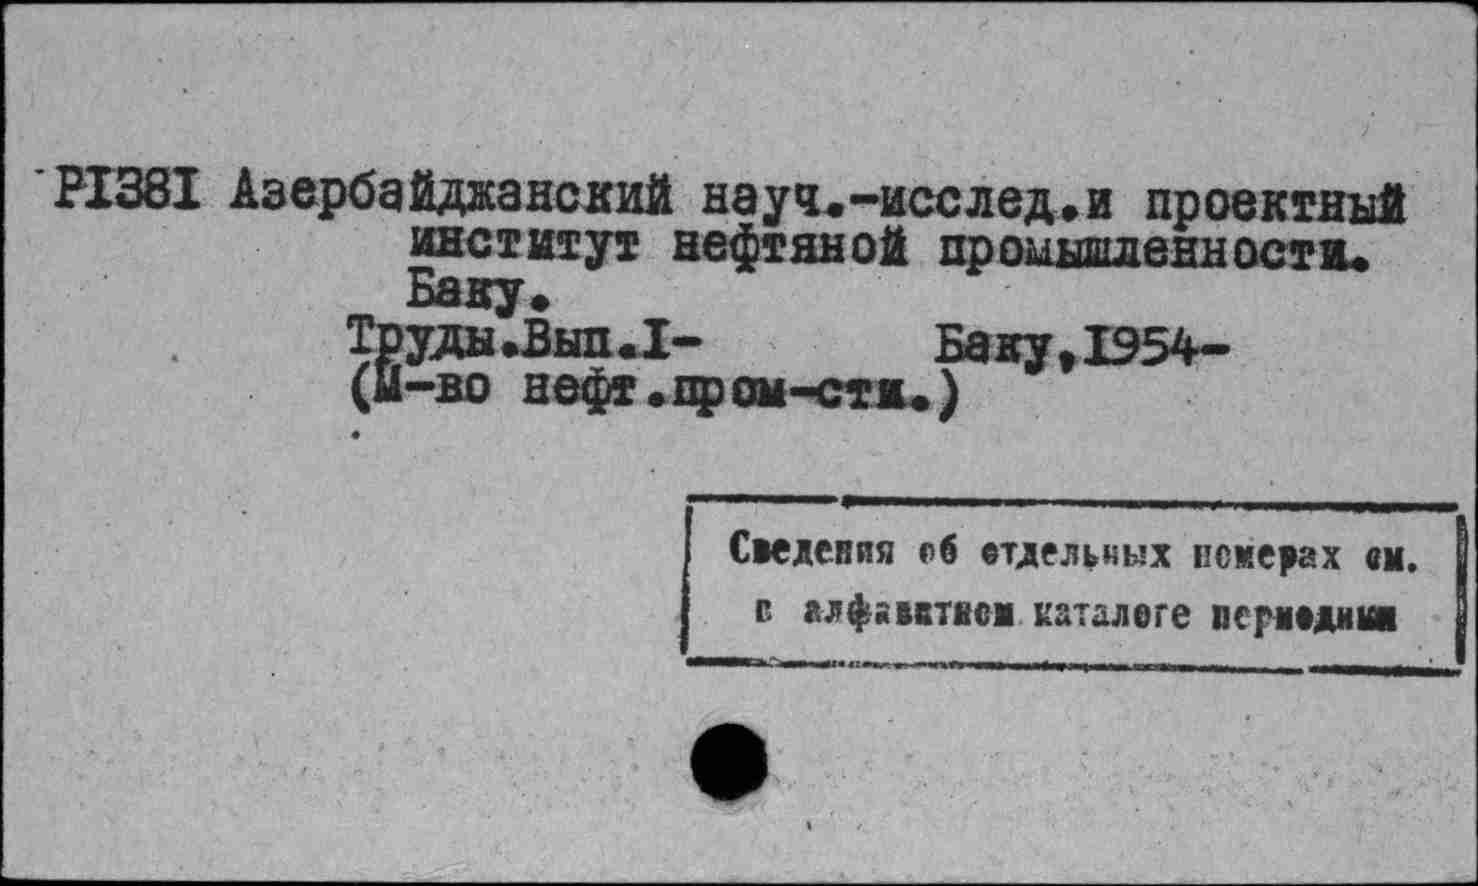 Р1381 Азербайджанский науч.-исслед.и проектный
институт нефтяной промышленности.
Баку.
Труды.Вып.I- Баку,1954-
(М-во нефт.пром-сти.)
Сведения об отдельных номерах см.
в алфавитном каталоге периодики